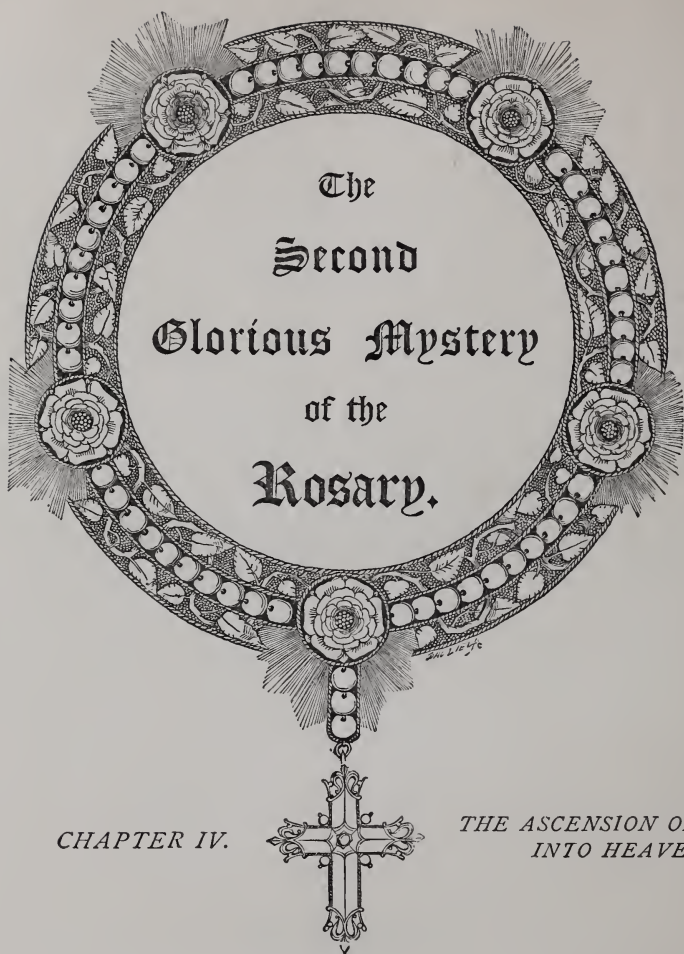 The
Second
Glorious Mystery
of the
Rosary.
CHAPTER IV.
THE ASCENSION O
INTO HEAVE